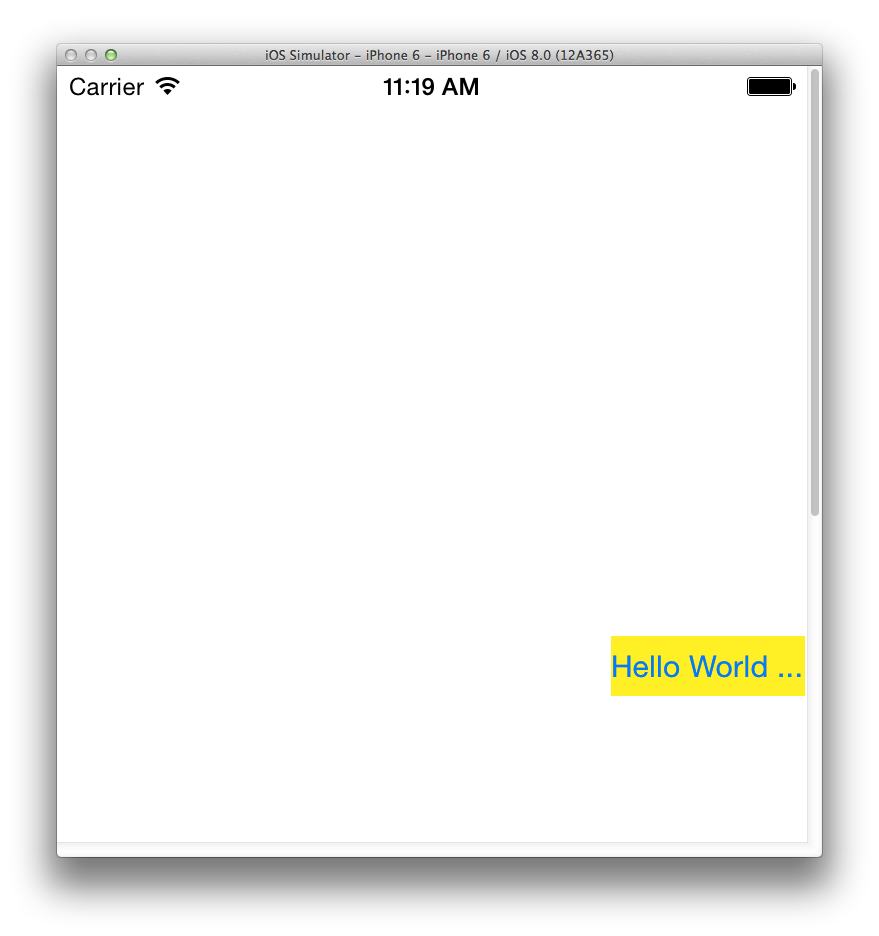 iOS Simulator – iPhone 6 – iPhone 6 / iOS 8.0 (12A365)
Carrier 11:19 AM
Hello World ...